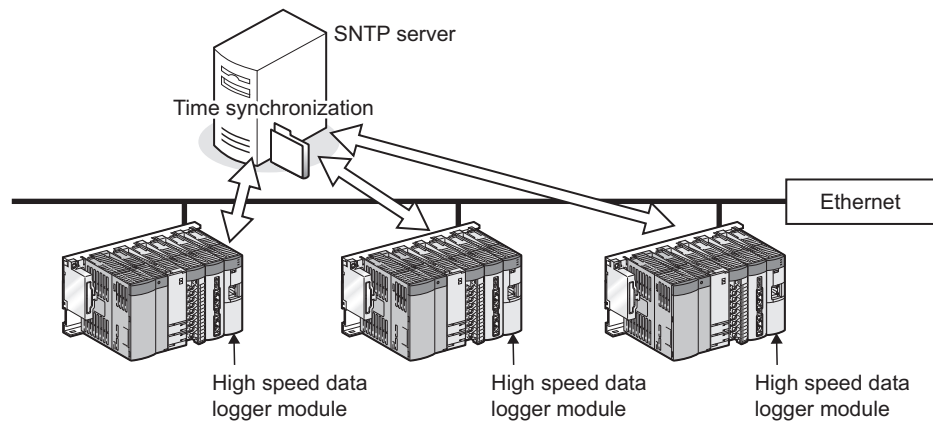 SNTP server
Time synchronization
Ethernet
High speed data
logger module
High speed data
logger module
High speed data
logger module